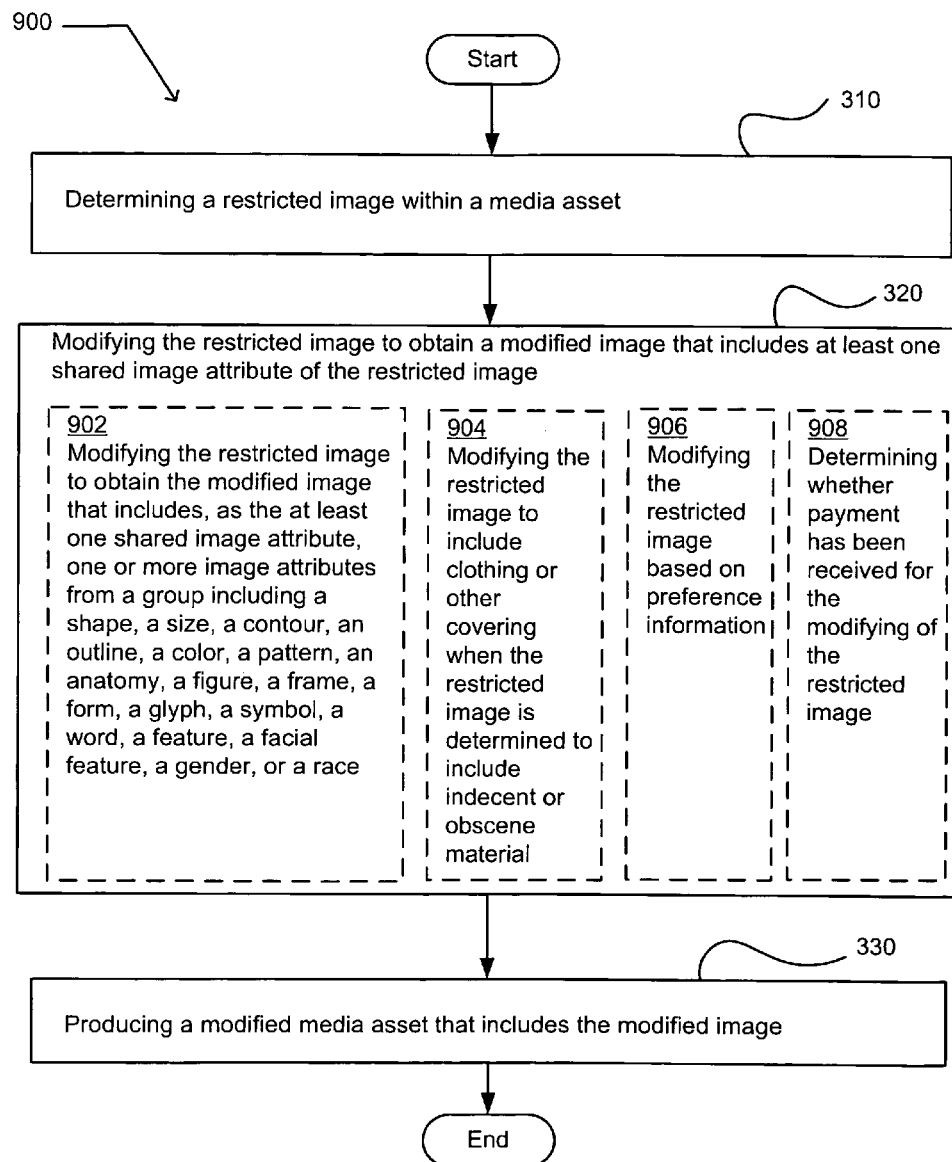 900
Start
310
Determining a restricted image within a media asset
320
Modifying the restricted image to obtain a modified image that includes at least one
shared image attribute of the restricted image
902
Modifying the restricted image
to obtain the modified image
that includes, as the at least
one shared image attribute,
one or more image attributes
from a group including a
shape, a size, a contour, an
outline, a color, a pattern, an
anatomy, a figure, a frame, a
form, a glyph, a symbol, a
word, a feature, a facial
feature, a gender, or a race
904
Modifying the
restricted
image to
include
clothing or
other
covering
when the
restricted
image is
determined to
include
indecent or
obscene
material
906
Modifying
the
restricted
image
based on
preference
information
908
Determining
whether
payment
has been
received for
the
modifying of
the
restricted
image
330
Producing a modified media asset that includes the modified image
End